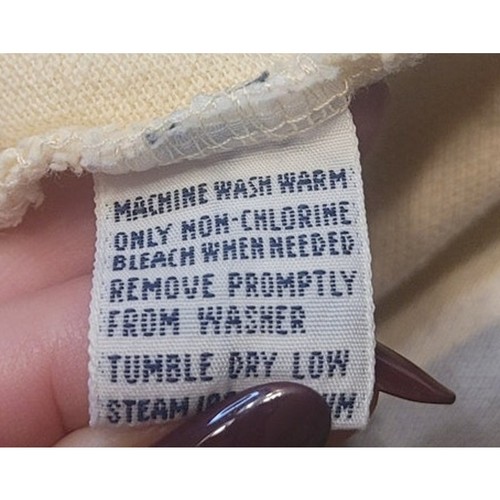 MACHINE WASH WARM
ONLY NON-CHLORINE
BLEACH WHEN NEEDED
REMOVE PROMPTLY
FROM WASHER
TUMBLE DRY LOW
STEAM